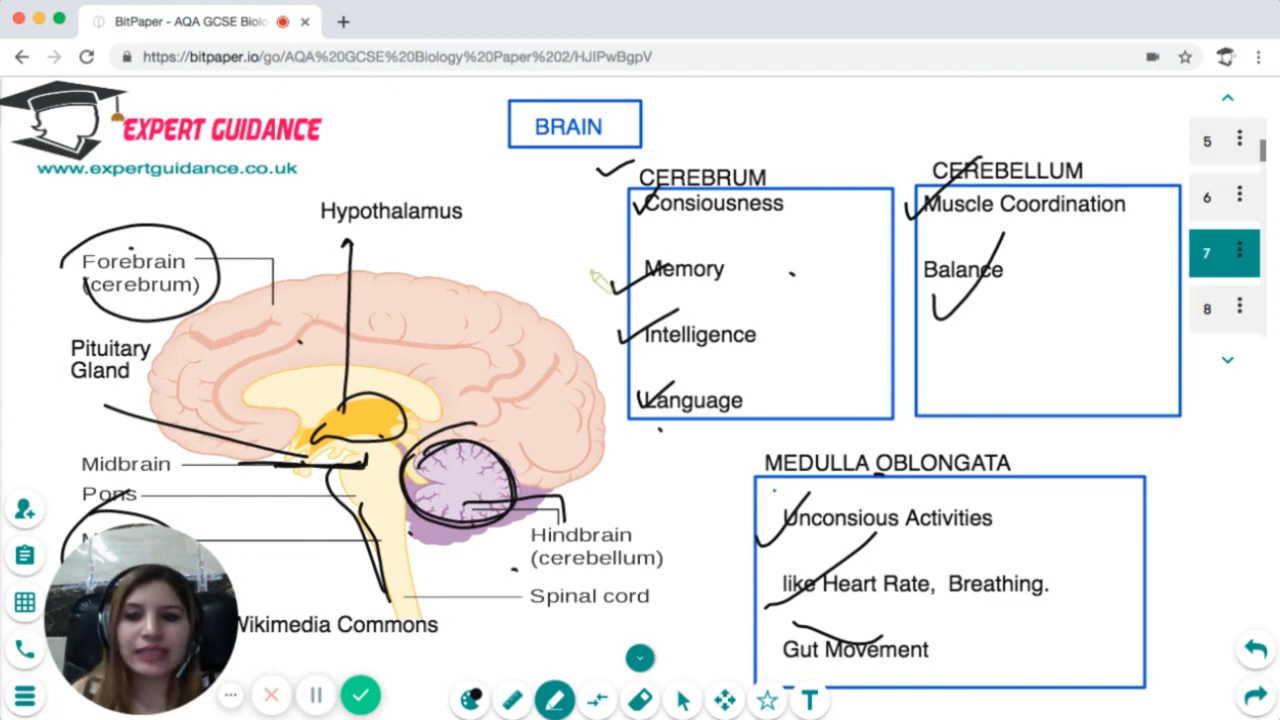 BitPaper - AQA GCSE Biolo
https://bitpaper.io/go/AQA%20GCSE%20Biology%20Paper%202/HJIPwBgpV
EXPERT GUIDANCE
www.expertguidance.co.uk
BRAIN
Hypothalamus
Forebrain
(cerebrum)
Pituitary
Gland
Midbrain
Pons
Hindbrain
(cerebellum)
Spinal cord
Wikimedia Commons
CEREBRUM
Consiousness
Memory
Intelligence
Language
CEREBELLUM
Muscle Coordination
Balance
MEDULLA OBLONGATA
Unconsious Activities
like Heart Rate, Breathing.
Gut Movement
5
6
7
8
T